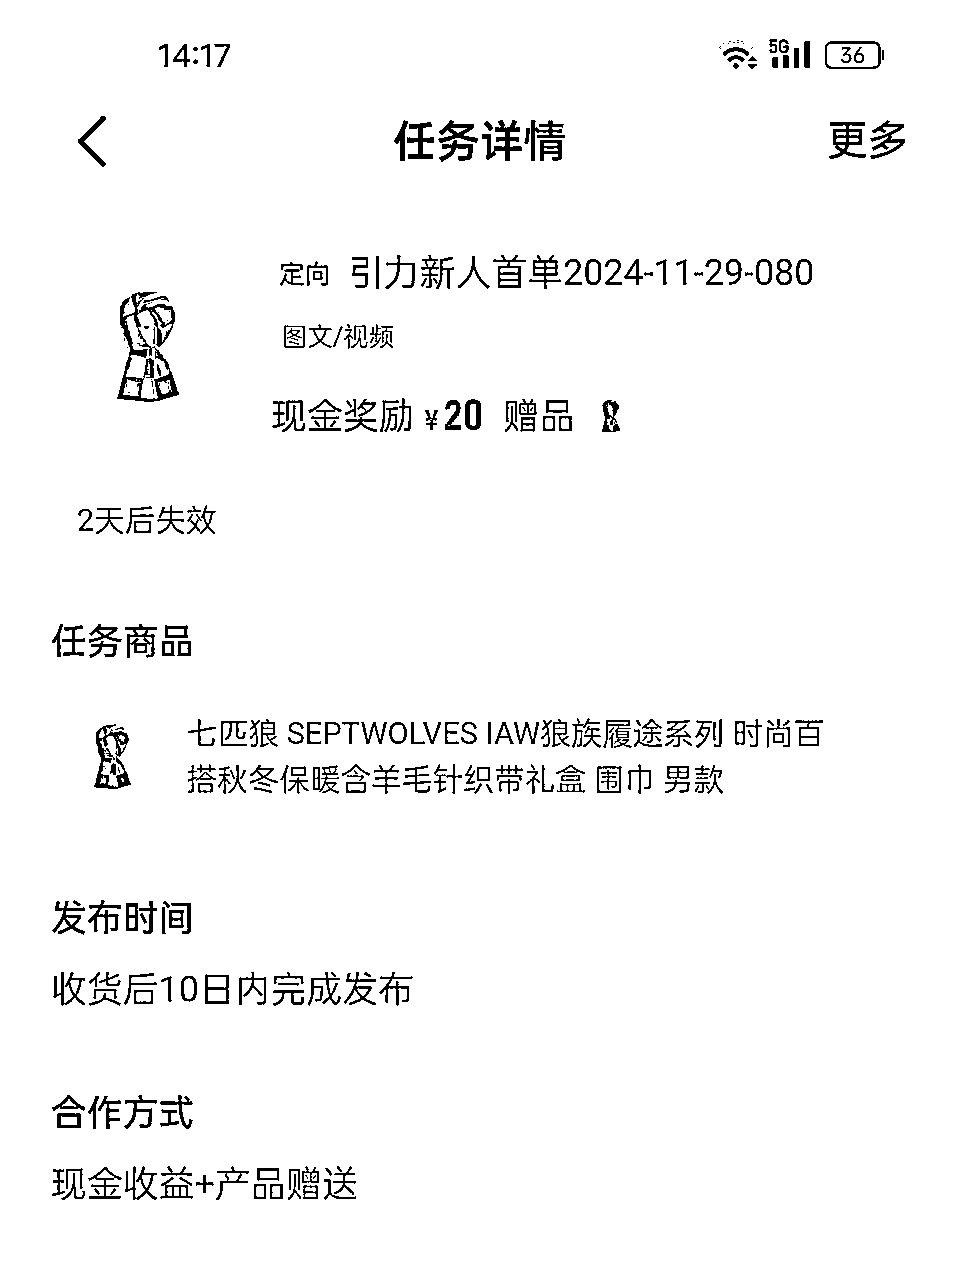 14:17
5G
36
任务详情
更多
定向 引力新人首单2024-11-29-080
图文/视频
现金奖励 ¥20 赠品
2天后失效
任务商品
七匹狼 SEPTWOLVES IAW狼族履途系列 时尚百
搭秋冬保暖含羊毛针织带礼盒 围巾 男款
发布时间
收货后10日内完成发布
合作方式
现金收益+产品赠送